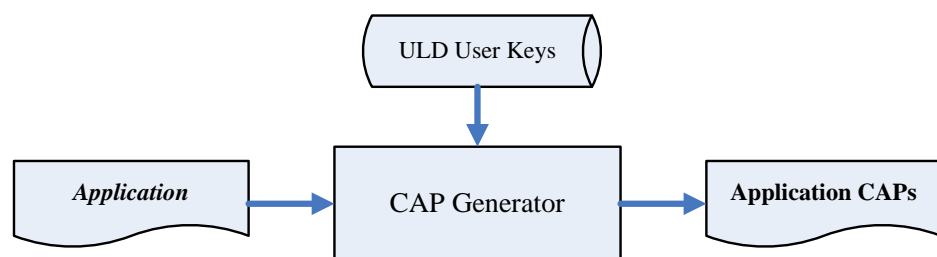 ULD User Keys
Application
CAP Generator
Application CAPs